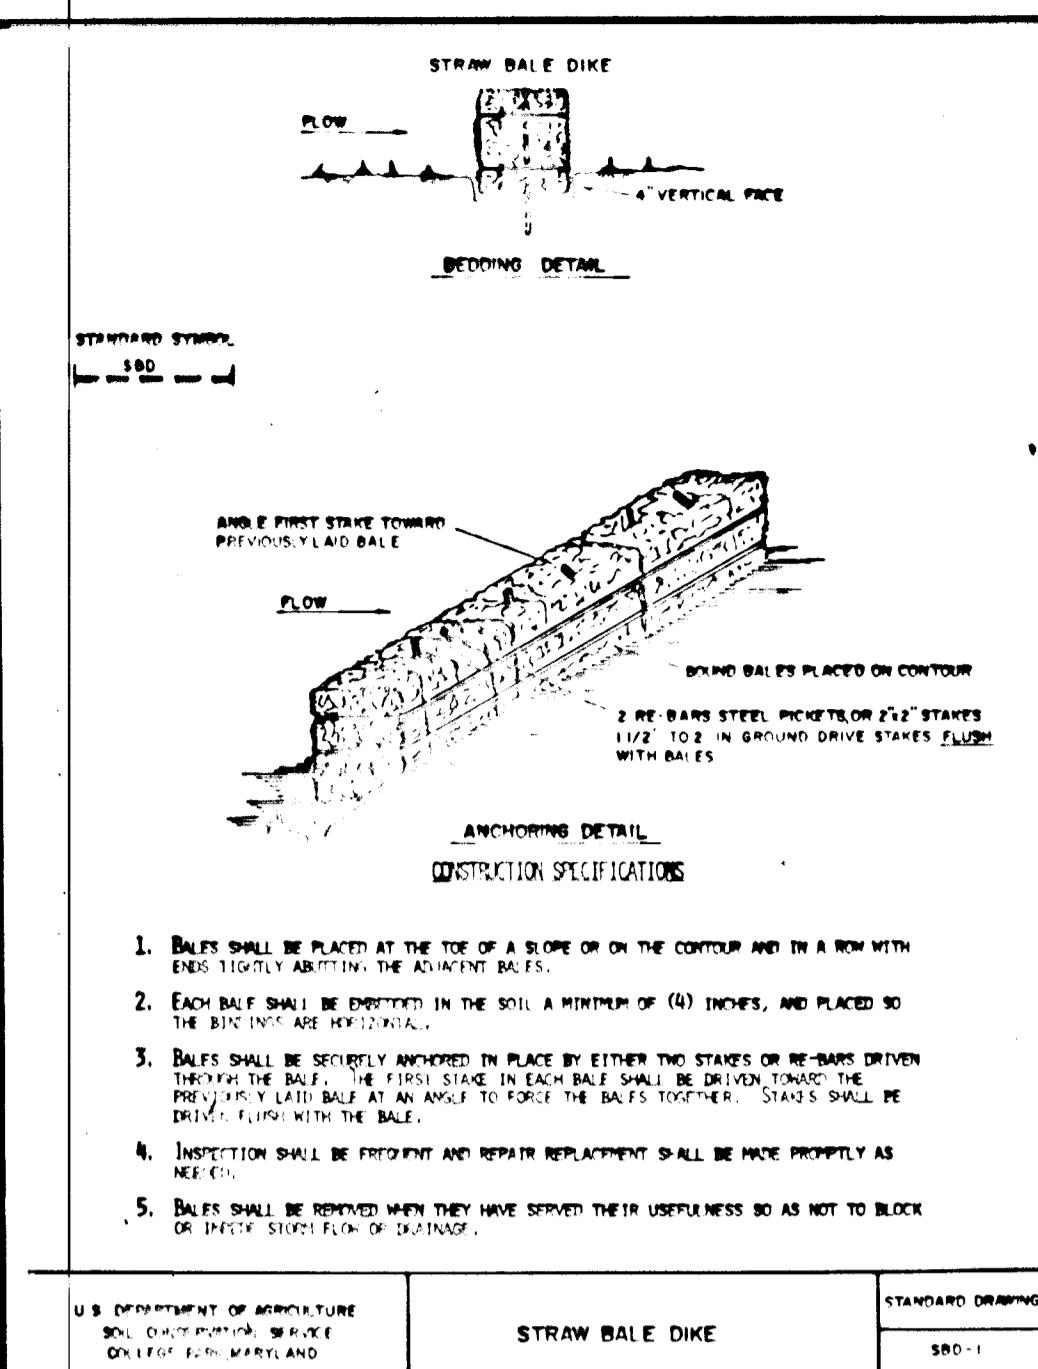 STRAW BALE DIKE
FLOW
4" VERTICAL FACE
BEDDING DETAIL
STANDARD SYMBOL
SBD
ANGLE FIRST STAKE TOWARD
PREVIOUSLY LAID BALE
FLOW
BOUND BALES PLACED ON CONTOUR
2 RE-BARS STEEL PICKETS, OR 2"x2" STAKES
1 1/2' TO 2 IN GROUND DRIVE STAKES FLUSH
WITH BALES
ANCHORING DETAIL
CONSTRUCTION SPECIFICATIONS
1. BALES SHALL BE PLACED AT THE TOE OF A SLOPE OR ON THE CONTOUR AND IN A ROW WITH
ENDS TIGHTLY ABUTTING THE ADJACENT BALES.
2. EACH BALE SHALL BE EMBEDDED IN THE SOIL A MINIMUM OF (4) INCHES, AND PLACED SO
THE BINDINGS ARE HORIZONTAL.
3. BALES SHALL BE SECURELY ANCHORED IN PLACE BY EITHER TWO STAKES OR RE-BARS DRIVEN
THROUGH THE BALE. THE FIRST STAKE IN EACH BALE SHALL BE DRIVEN TOWARD THE
PREVIOUSLY LAID BALE AT AN ANGLE TO FORCE THE BALES TOGETHER. STAKES SHALL BE
DRIVEN FLUSH WITH THE BALE.
4. INSPECTION SHALL BE FREQUENT AND REPAIR REPLACEMENT SHALL BE MADE PROMPTLY AS
NEEDED.
5. BALES SHALL BE REMOVED WHEN THEY HAVE SERVED THEIR USEFULNESS SO AS NOT TO BLOCK
OR IMPEDE STORM FLOW OR DRAINAGE.
U S DEPARTMENT OF AGRICULTURE
SOIL CONSERVATION SERVICE
COLLEGE PARK, MARYLAND
STRAW BALE DIKE
STANDARD DRAWING
SBD-1